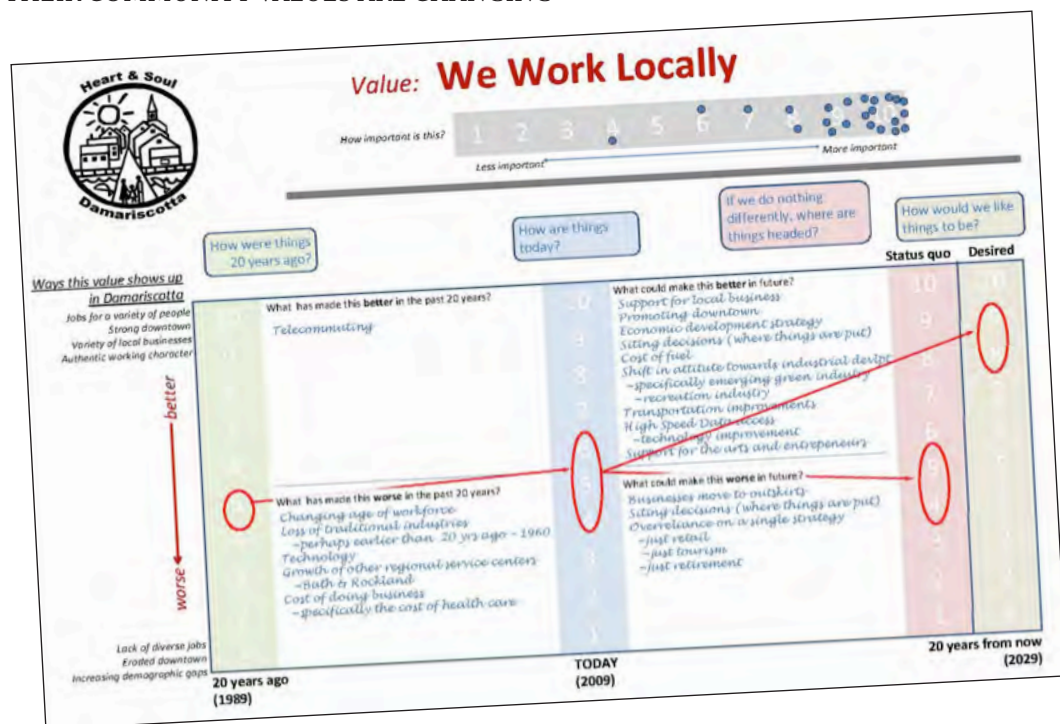 Heart & Soul
Damariscotta
Value: We Work Locally
How important is this?
1 2 3 4 5 6 7 8 9 10
Less important
More important
How were things
20 years ago?
How are things
today?
If we do nothing
differently, where are
things headed?
How would we like
things to be?
Status quo
Desired
Ways this value shows up
in Damariscotta
Jobs for a variety of people
Strong downtown
Variety of local businesses
Authentic working character
better
worse
Lack of diverse jobs
Eroded downtown
Increasing demographic gaps
What has made this better in the past 20 years?
Telecommuting
What has made this worse in the past 20 years?
Changing age of workforce
Loss of traditional industries
-perhaps earlier than 20 yrs ago - 1960
Technology
Growth of other regional service centers
-Bath & Rockland
Cost of doing business
-specifically the cost of health care
What could make this better in future?
Support for local business
Promoting downtown
Economic development strategy
Siting decisions (where things are put)
Cost of fuel
Shift in attitude towards industrial devlpt
-specifically emerging green industry
-recreation industry
Transportation improvements
High Speed Data access
-technology improvement
Support for the arts and entrepeneurs
What could make this worse in future?
Businesses move to outskirts
Siting decisions (where things are put)
Overreliance on a single strategy
-just retail
-just tourism
-just retirement
20 years ago
(1989)
TODAY
(2009)
20 years from now
(2029)